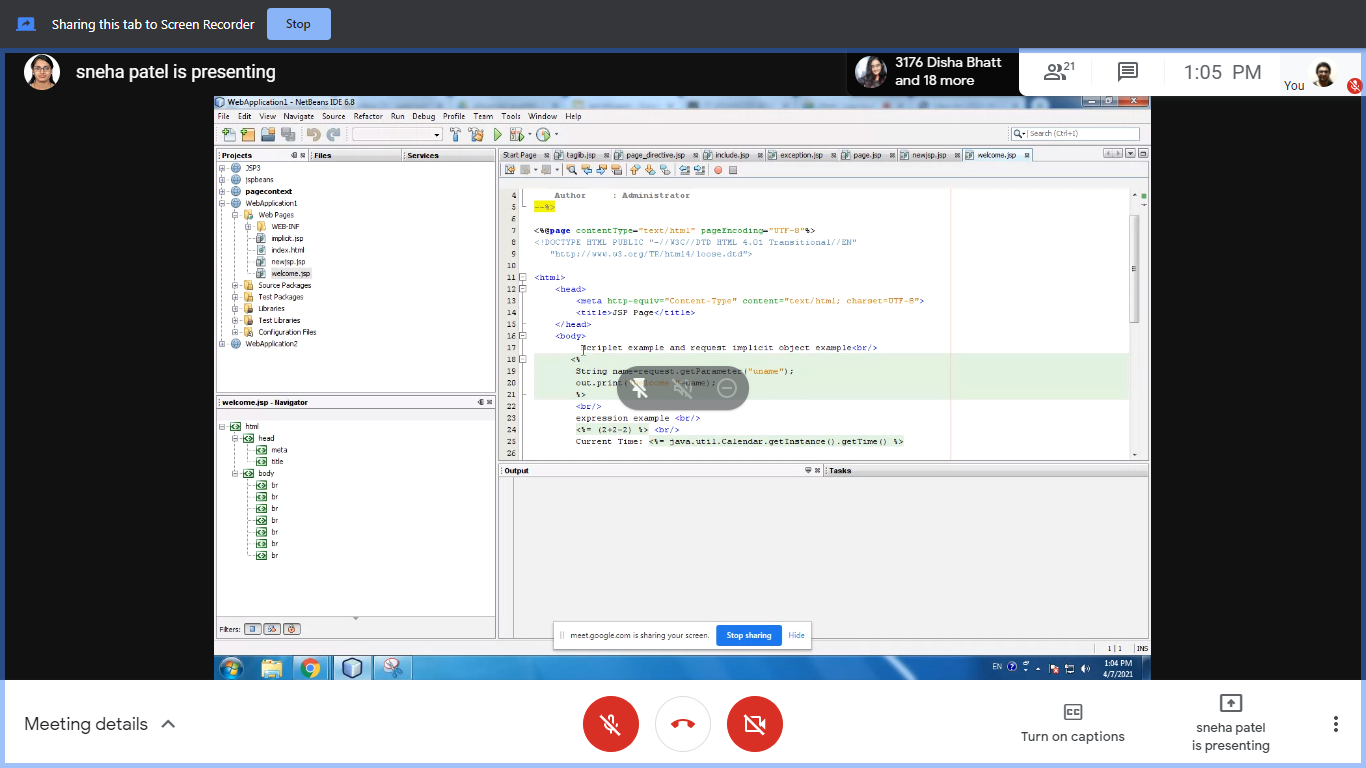 Sharing this tab to Screen Recorder Stop
sneha patel is presenting
3176 Disha Bhatt
and 18 more
21
1:05 PM
You
WebApplication1 - NetBeans IDE 6.8
File Edit View Navigate Source Refactor Run Debug Profile Team Tools Window Help
Search (Ctrl+I)
Projects Files Services
JSP3
jspbeans
pagecontext
WebApplication1
Web Pages
WEB-INF
implicit.jsp
index.html
newjsp.jsp
welcome.jsp
Source Packages
Test Packages
Libraries
Test Libraries
Configuration Files
WebApplication2
welcome.jsp - Navigator
html
head
meta
title
body
br
br
br
br
br
br
br
Filters:
Start Page taglib.jsp page_directive.jsp include.jsp exception.jsp page.jsp newjsp.jsp welcome.jsp
4 Author : Administrator
5 --%>
6
7 <%@page contentType="text/html" pageEncoding="UTF-8"%>
8 <!DOCTYPE HTML PUBLIC "-//W3C//DTD HTML 4.01 Transitional//EN"
9 "http://www.w3.org/TR/html4/loose.dtd">
10
11 <html>
12 <head>
13 <meta http-equiv="Content-Type" content="text/html; charset=UTF-8">
14 <title>JSP Page</title>
15 </head>
16 <body>
17 Scriplet example and request implicit object example<br/>
18 <%
19 String name=request.getParameter("uname");
20 out.print( name);
21 %>
22 <br/>
23 expression example <br/>
24 <%= (2+2-2) %> <br/>
25 Current Time: <%= java.util.Calendar.getInstance().getTime() %>
26
Output Tasks
meet.google.com is sharing your screen. Stop sharing Hide
1 | 1 INS
EN 1:04 PM
4/7/2021
Meeting details
CC
Turn on captions
sneha patel
is presenting